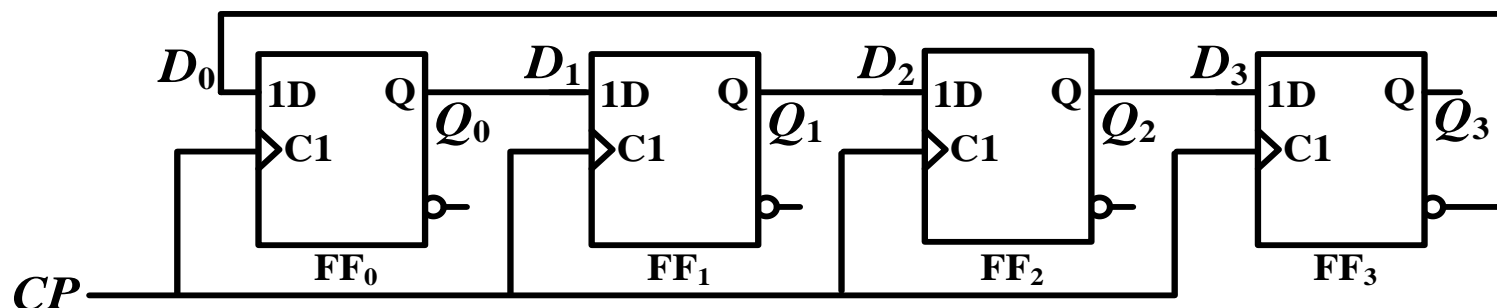 D₀ D₁ D₂ D₃
1D Q 1D Q 1D Q 1D Q
Q₀ Q₁ Q₂ Q₃
C1 C1 C1 C1
FF₀ FF₁ FF₂ FF₃
CP